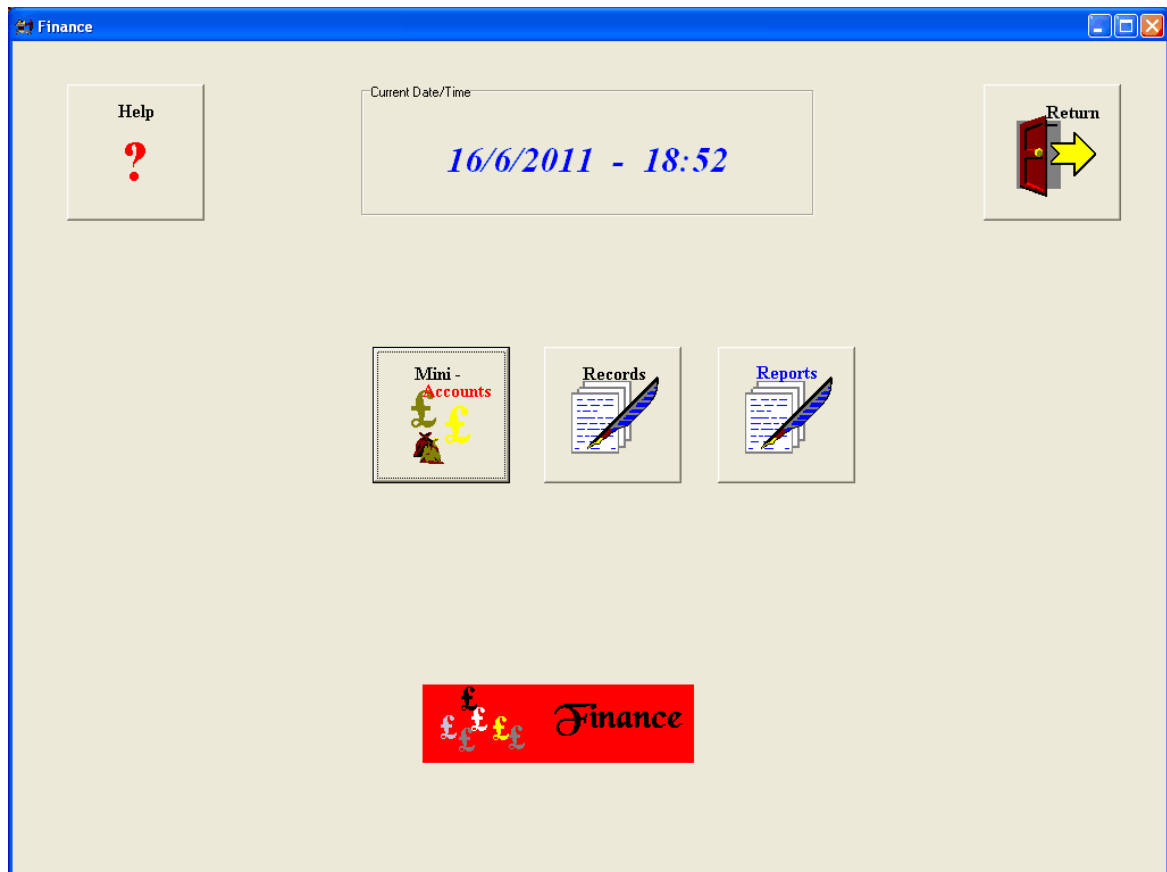 Finance
Help
?
Current Date/Time
16/6/2011 - 18:52
Return
Mini -
Accounts
£ £
Records
Reports
£ £ £ £ £ £ Finance